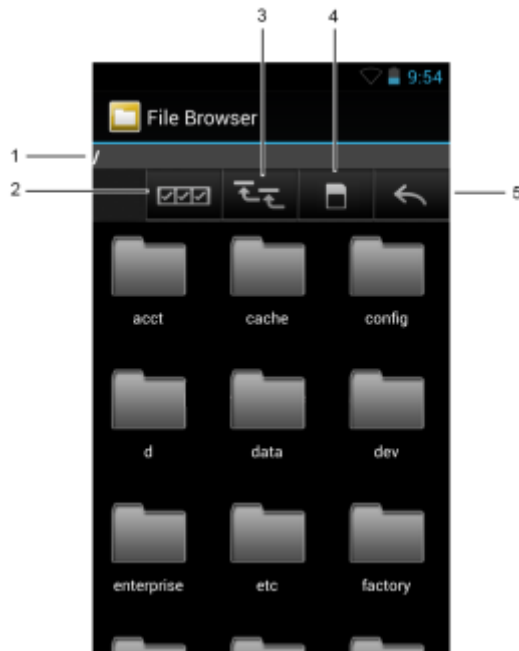 3 4
9:54
File Browser
1 /
2 5
acct cache config
d data dev
enterprise etc factory